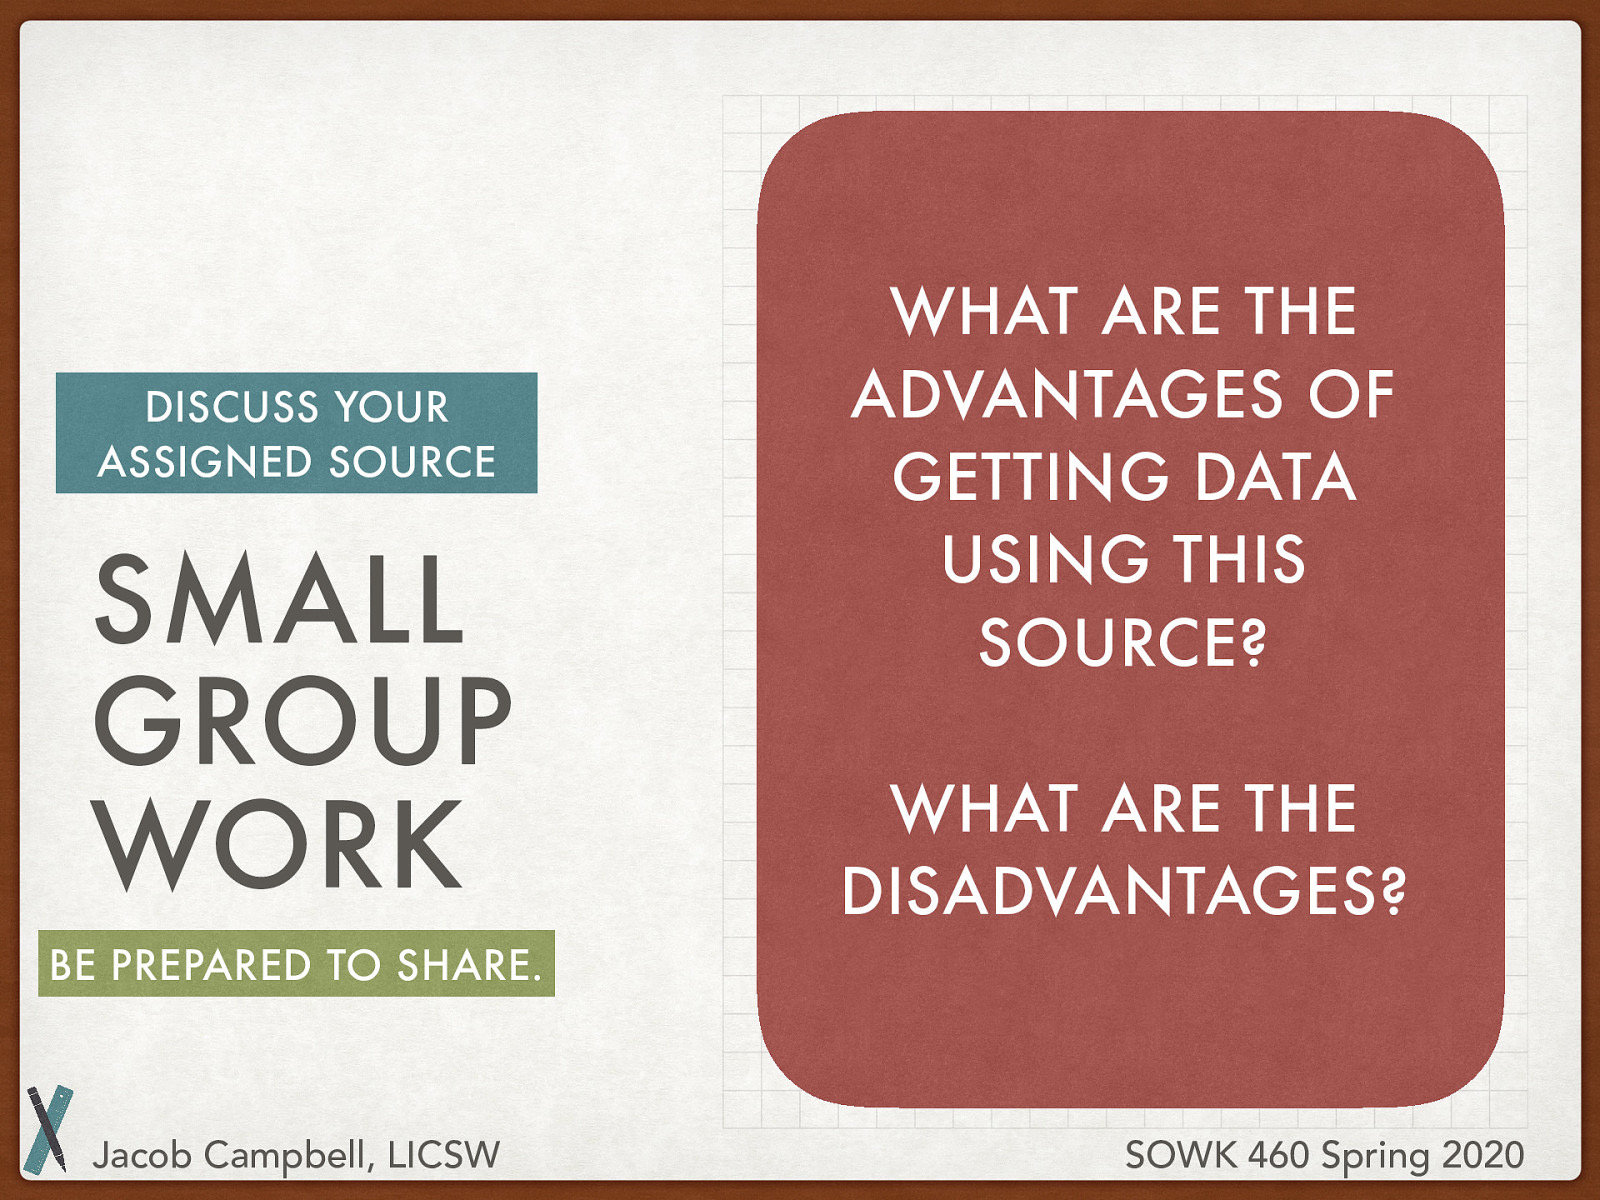 DISCUSS YOUR
ASSIGNED SOURCE
SMALL
GROUP
WORK
BE PREPARED TO SHARE.
WHAT ARE THE
ADVANTAGES OF
GETTING DATA
USING THIS
SOURCE?
WHAT ARE THE
DISADVANTAGES?
Jacob Campbell, LICSW
SOWK 460 Spring 2020